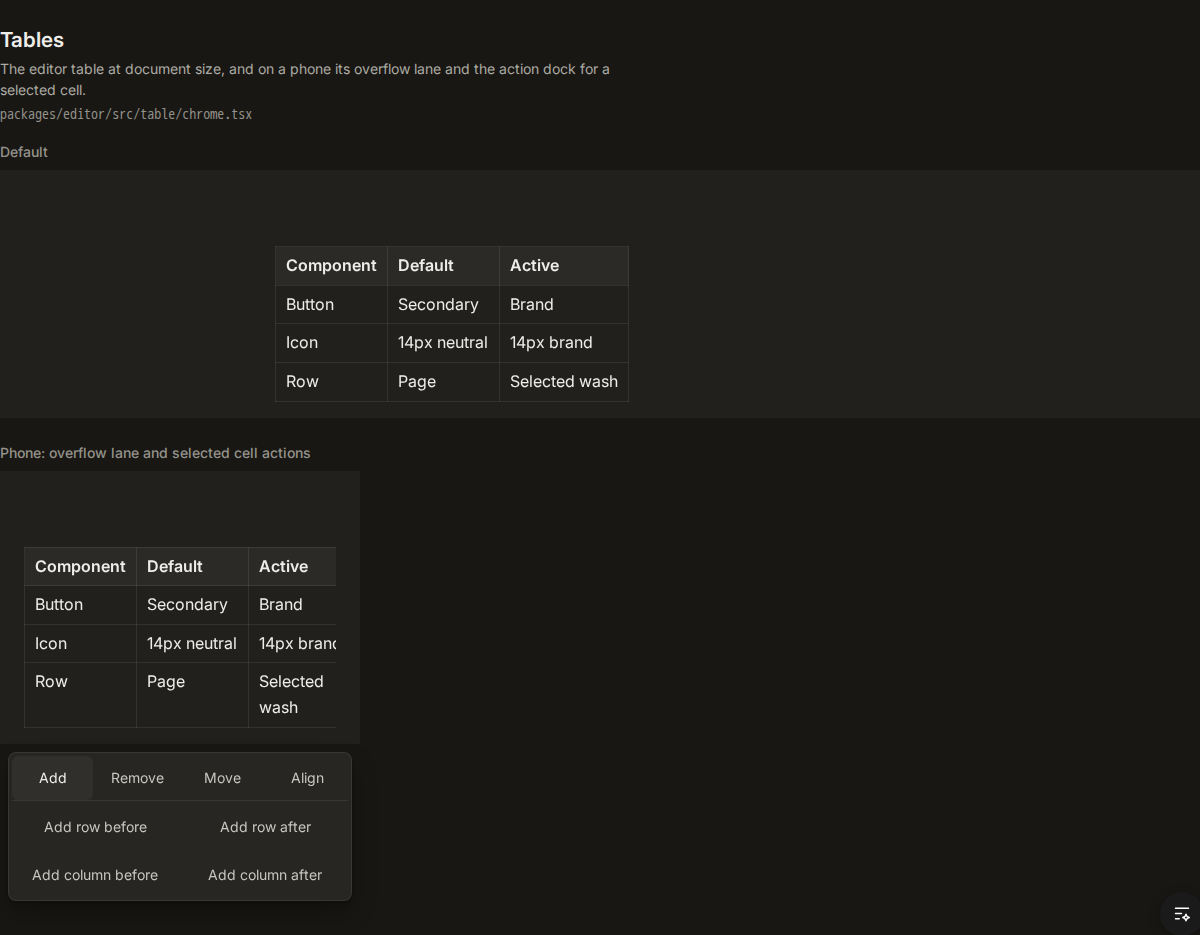 Tables
The editor table at document size, and on a phone its overflow lane and the action dock for a
selected cell.
packages/editor/src/table/chrome.tsx
Default
Component Default Active
Button Secondary Brand
Icon 14px neutral 14px brand
Row Page Selected wash
Phone: overflow lane and selected cell actions
Component Default Active
Button Secondary Brand
Icon 14px neutral 14px brand
Row Page Selected
wash
Add Remove Move Align
Add row before Add row after
Add column before Add column after